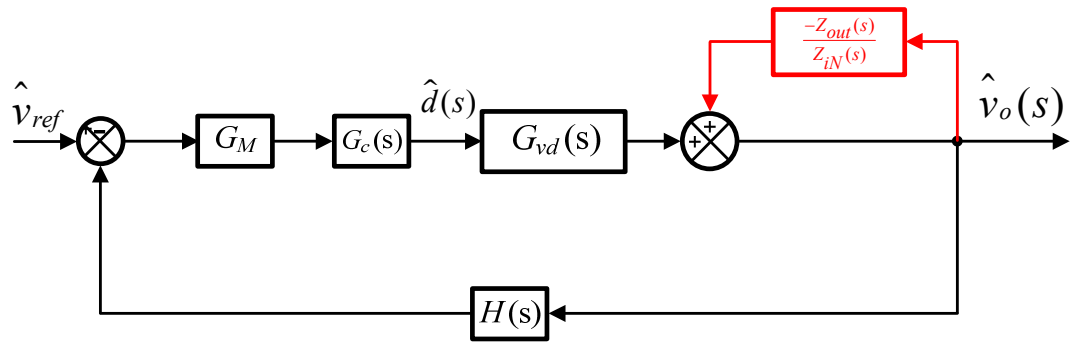 -Z_out(s)
Z_iN(s)
v̂_ref
-
G_M
G_c(s)
d̂(s)
G_vd(s)
+
+
v̂_o(s)
H(s)